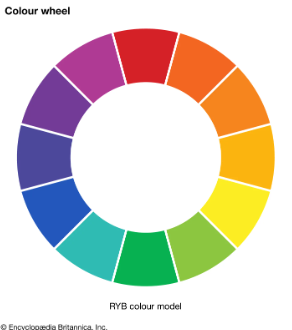 Colour wheel
RYB colour model
© Encyclopædia Britannica, Inc.